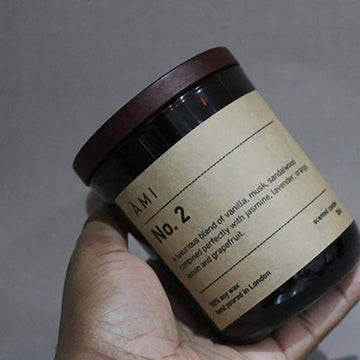 ÀMI
No. 2
a luxurious blend of vanilla, musk, sandalwood
combined perfectly with jasmine, lavender, orange,
lemon and grapefruit.
scented candle
100% soy wax
hand poured in London